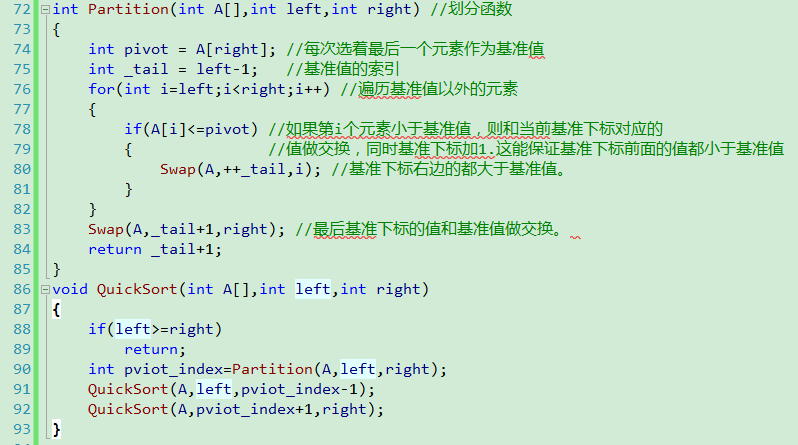 72 int Partition(int A[],int left,int right) //划分函数
73 {
74     int pivot = A[right]; //每次选着最后一个元素作为基准值
75     int _tail = left-1;   //基准值的索引
76     for(int i=left;i<right;i++) //遍历基准值以外的元素
77     {
78         if(A[i]<=pivot) //如果第i个元素小于基准值，则和当前基准下标对应的
79         {               //值做交换，同时基准下标加1.这能保证基准下标前面的值都小于基准值
80             Swap(A,++_tail,i); //基准下标右边的都大于基准值。
81         }
82     }
83     Swap(A,_tail+1,right); //最后基准下标的值和基准值做交换。
84     return _tail+1;
85 }
86 void QuickSort(int A[],int left,int right)
87 {
88     if(left>=right)
89         return;
90     int pviot_index=Partition(A,left,right);
91     QuickSort(A,left,pviot_index-1);
92     QuickSort(A,pviot_index+1,right);
93 }